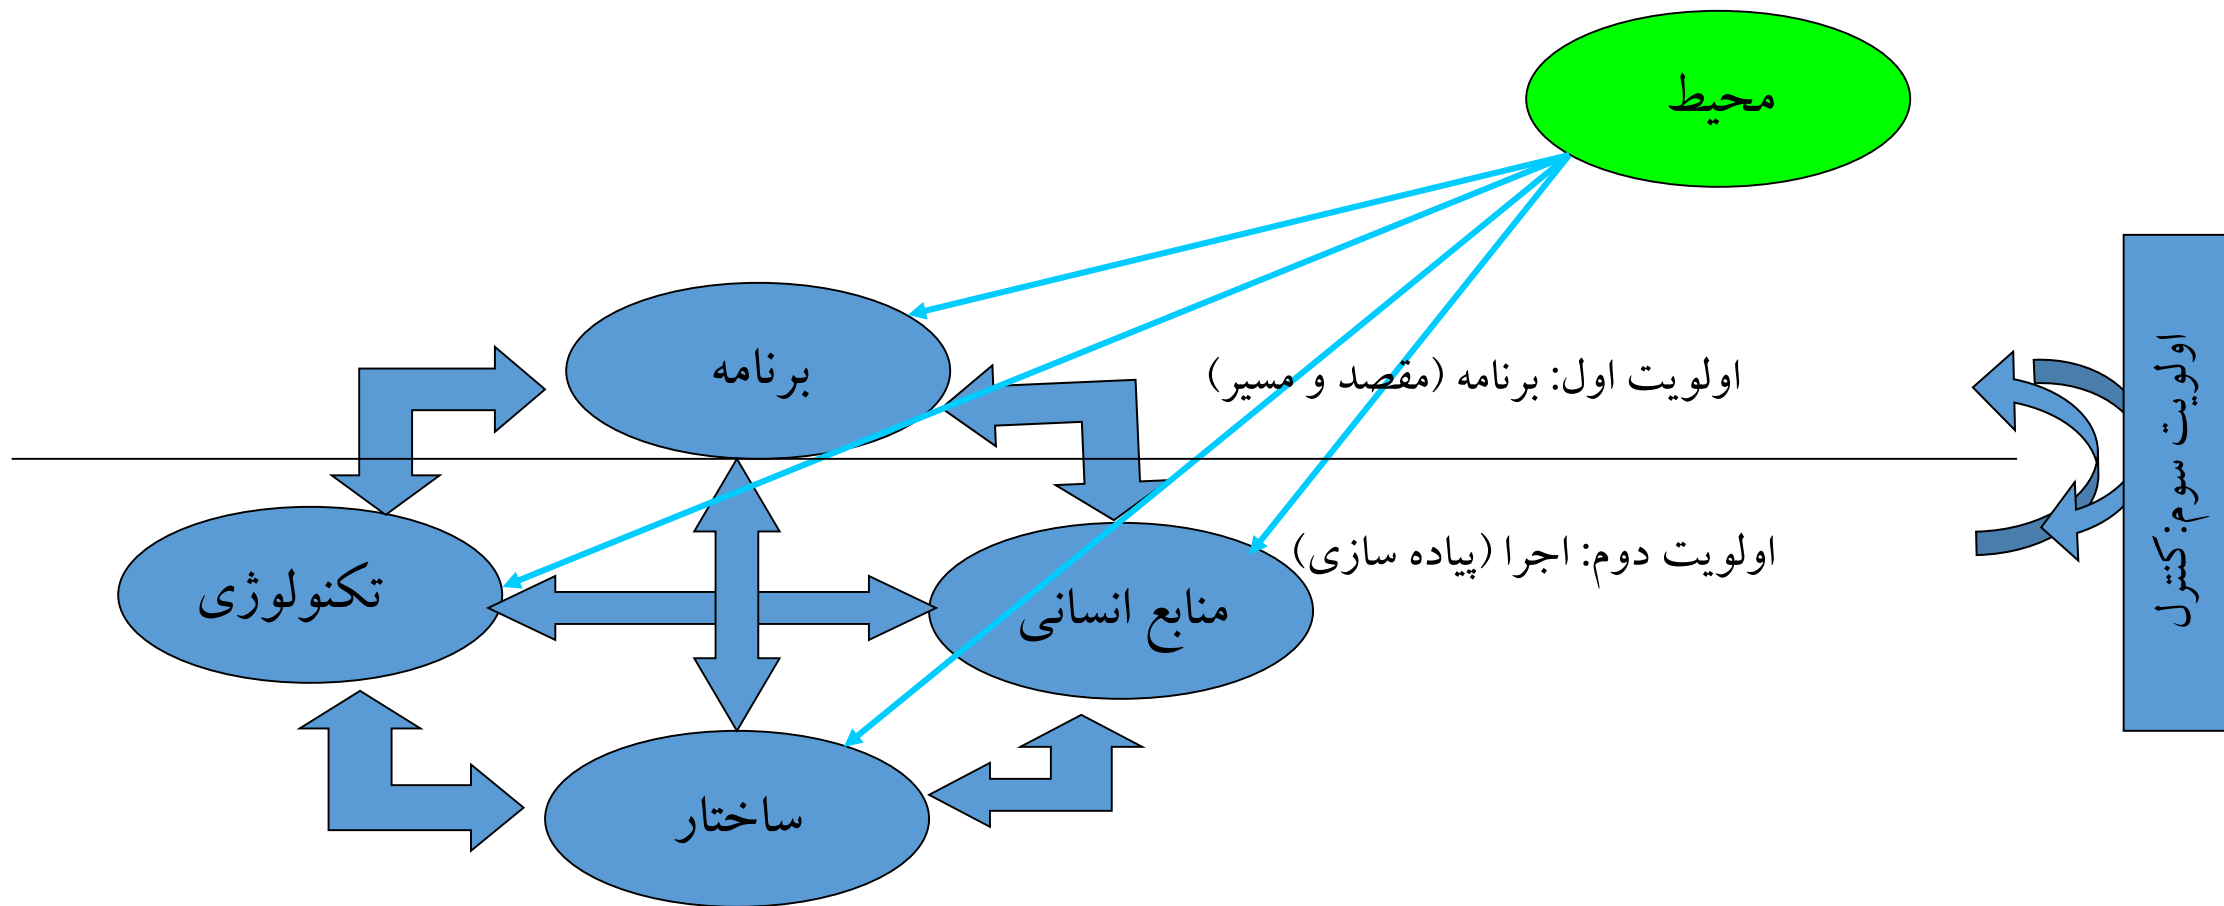 محیط
برنامه
اولویت اول: برنامه (مقصد و مسیر)
اولویت سوم:کنترل
اولویت دوم: اجرا (پیاده سازی)
منابع انسانی
تکنولوژی
ساختار